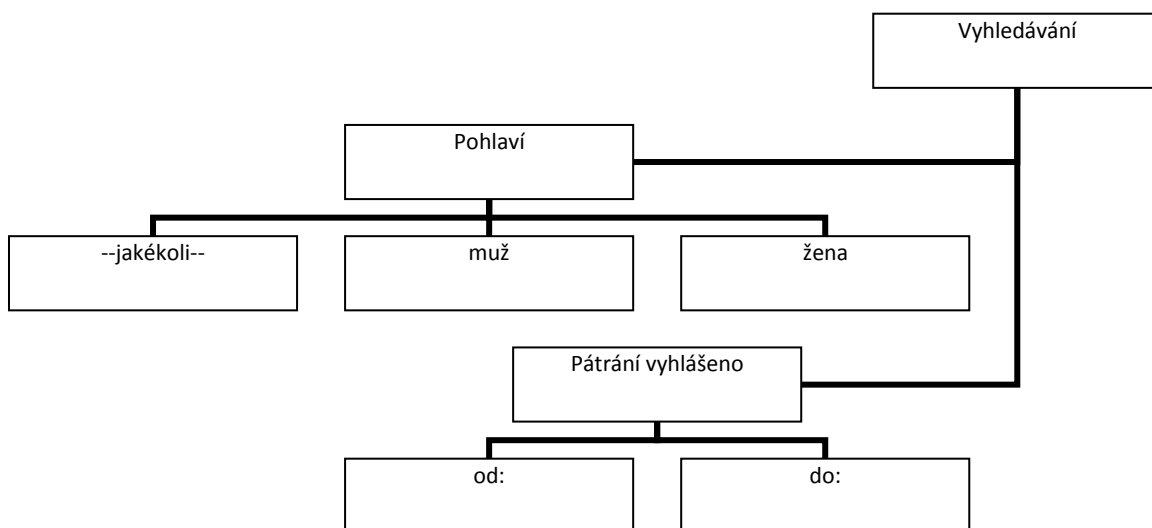 Vyhledávání
Pohlaví
--jakékoli--
muž
žena
Pátrání vyhlášeno
od:
do: